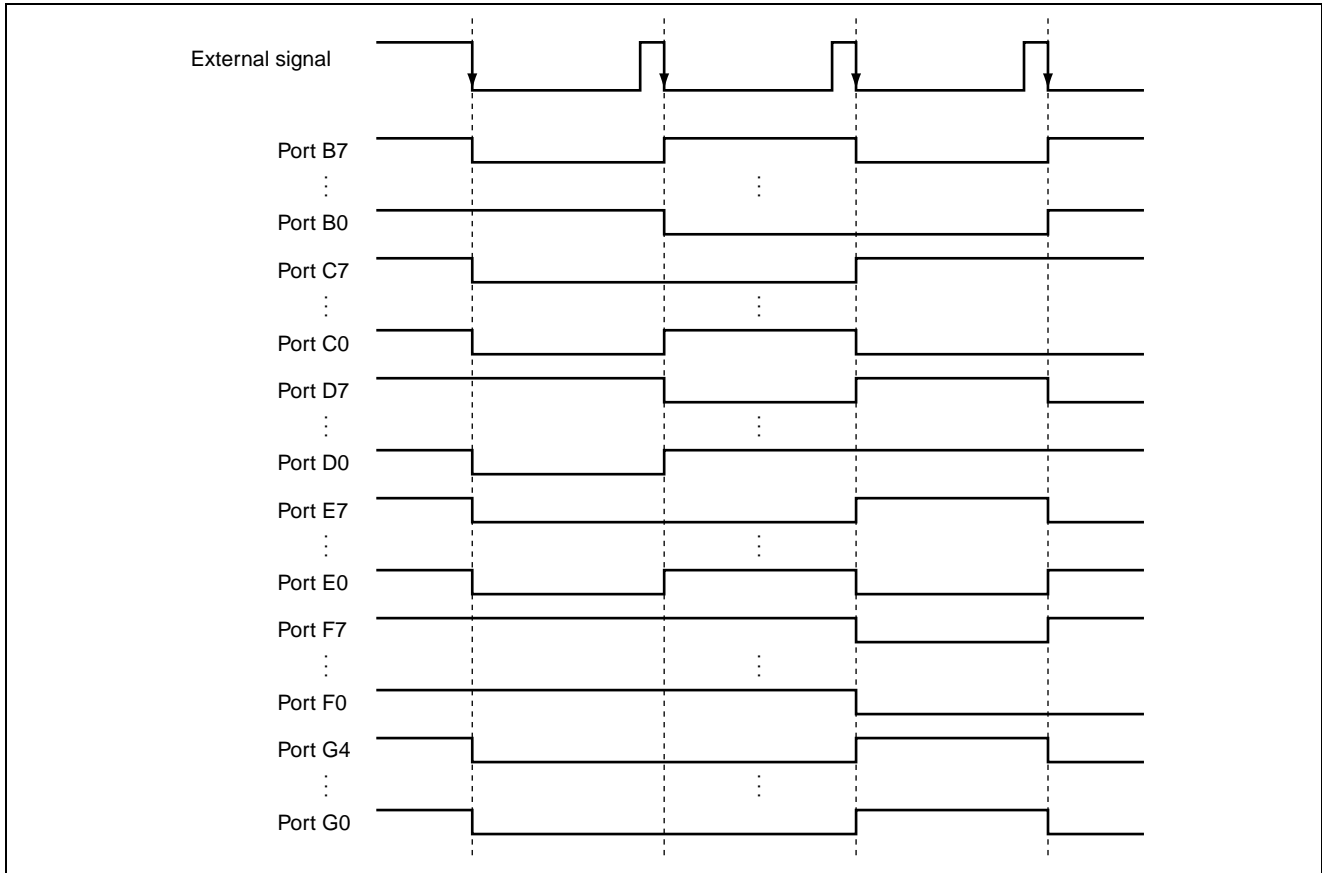 External signal
Port B7
⋮
Port B0
Port C7
⋮
Port C0
Port D7
⋮
Port D0
Port E7
⋮
Port E0
Port F7
⋮
Port F0
Port G4
⋮
Port G0